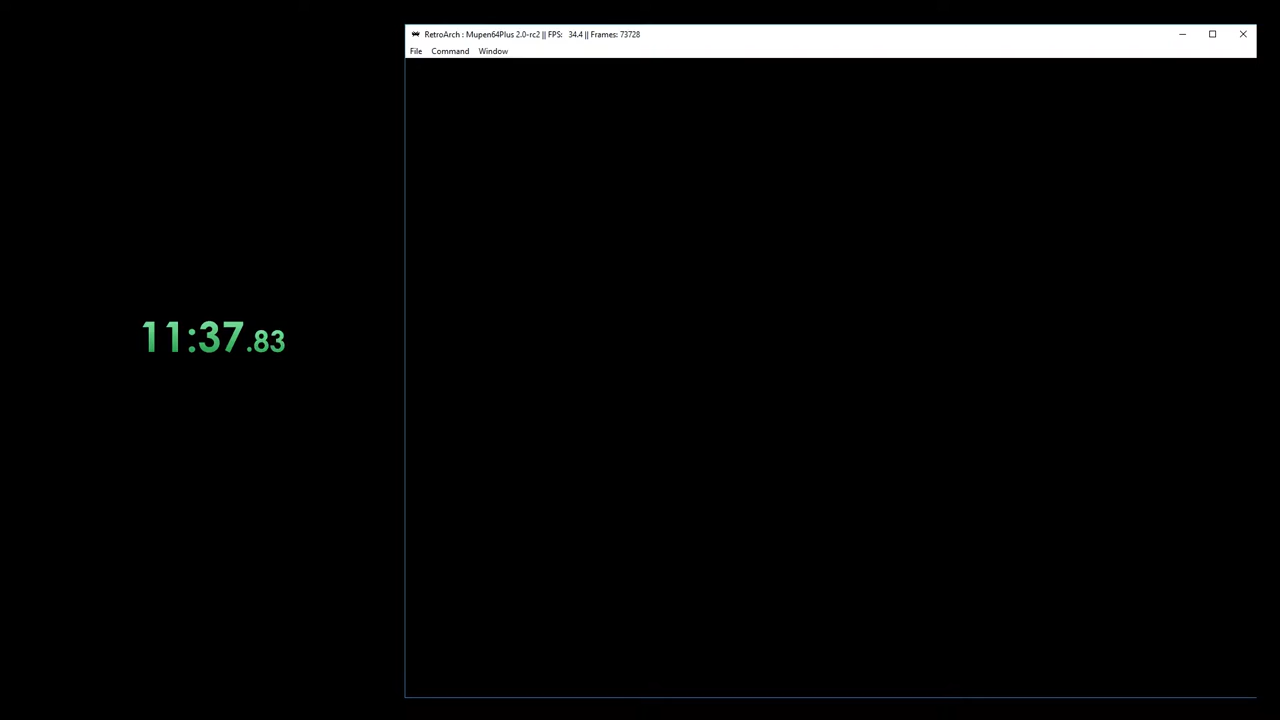 RetroArch : Mupen64Plus 2.0-rc2 || FPS: 34.4 || Frames: 73728
File Command Window
11:37.83